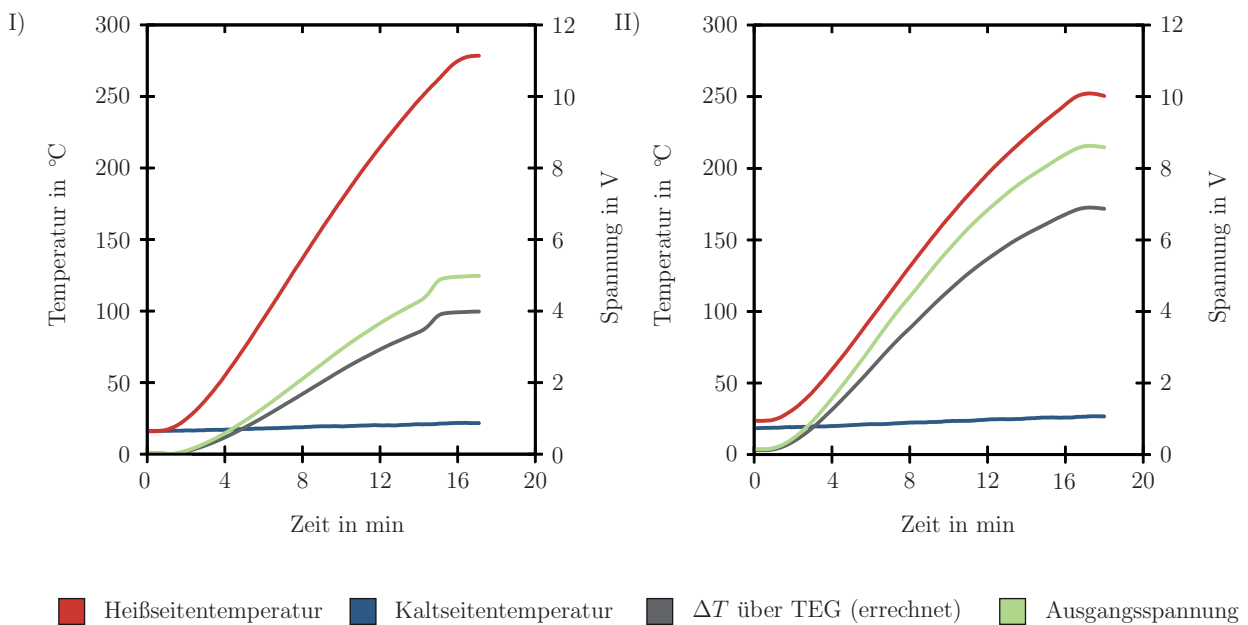 I)
300
250
200
150
100
50
0
Temperatur in °C
12
10
8
6
4
2
0
Spannung in V
0 4 8 12 16 20
Zeit in min
II)
300
250
200
150
100
50
0
Temperatur in °C
12
10
8
6
4
2
0
Spannung in V
0 4 8 12 16 20
Zeit in min
Heißseitentemperatur Kaltseitentemperatur ΔT über TEG (errechnet) Ausgangsspannung